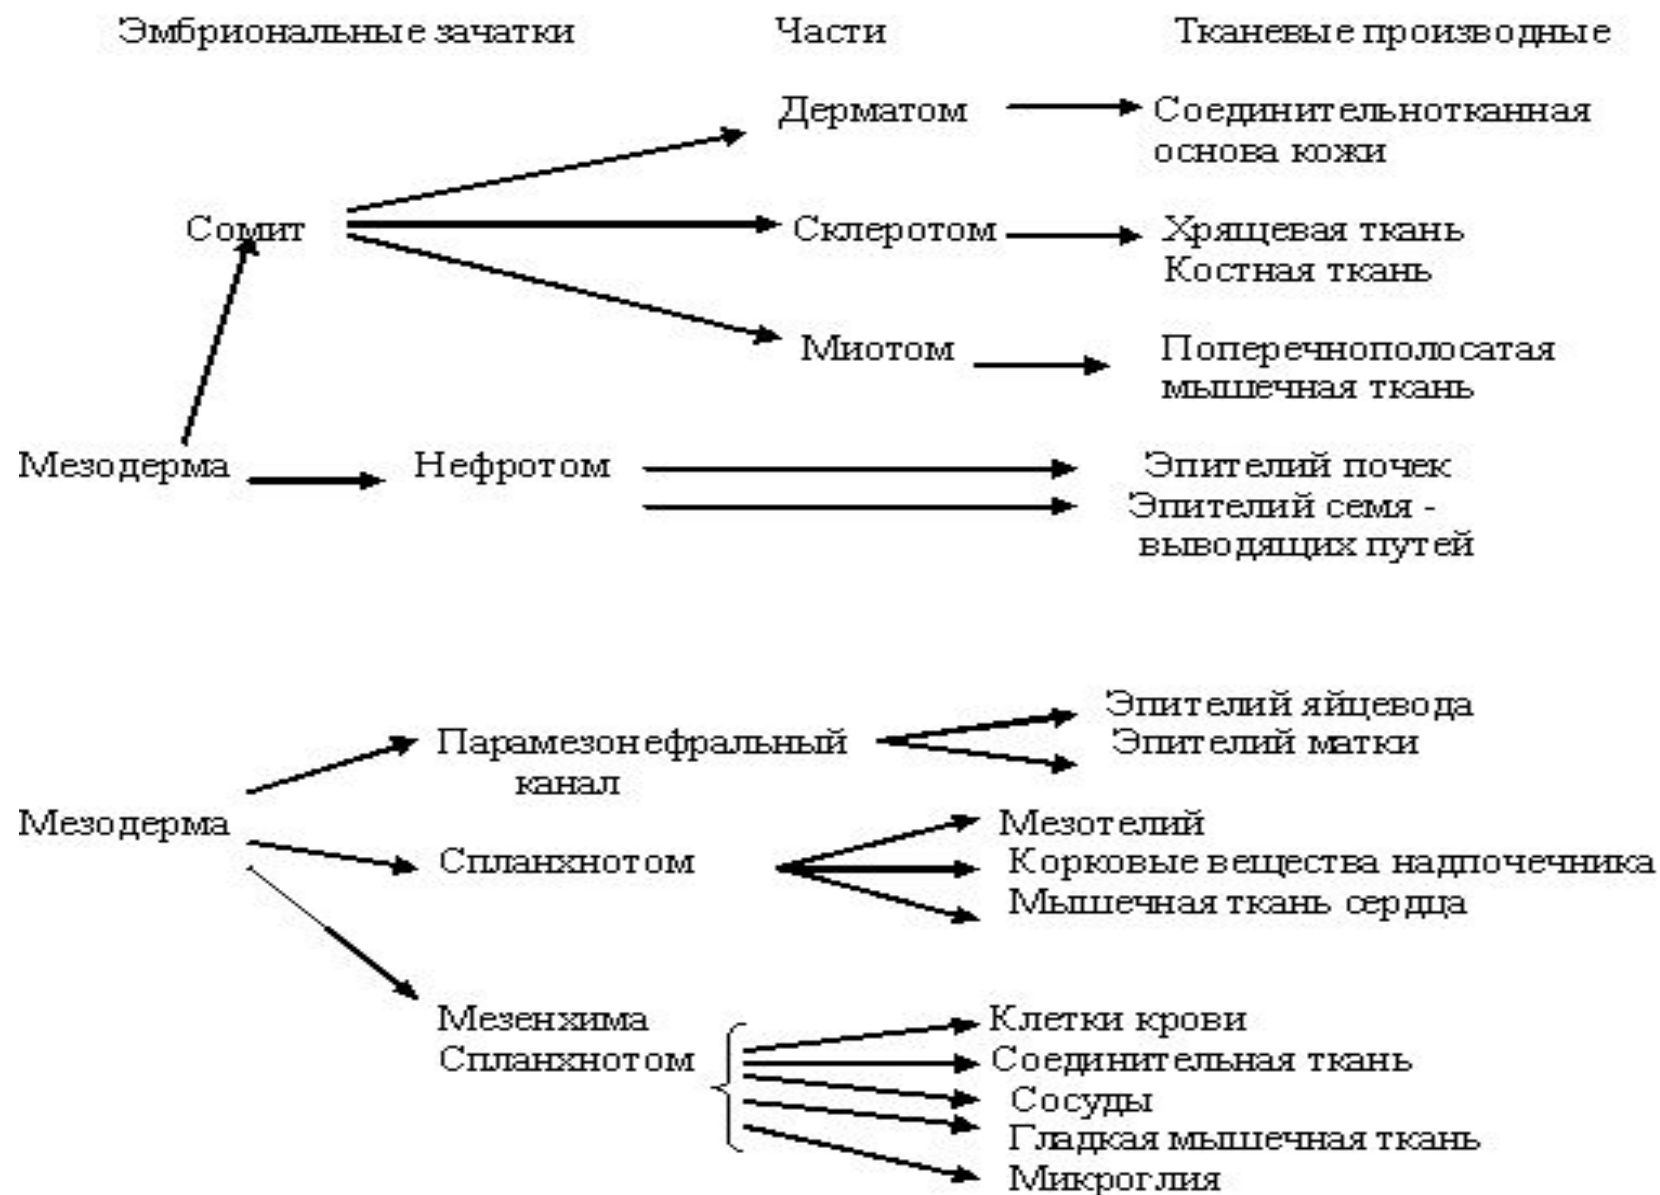 Эмбриональные зачатки Части Тканевые производные
Дерматом Соединительнотканная
основа кожи
Сомит Склеротом Хрящевая ткань
Костная ткань
Миотом Поперечнополосатая
мышечная ткань
Мезодерма Нефротом Эпителий почек
Эпителий семя -
выводящих путей
Эпителий яйцевода
Парамезонефральный Эпителий матки
канал
Мезодерма Мезотелий
Спланхнотом Корковые вещества надпочечника
Мышечная ткань сердца
Мезенхима Клетки крови
Спланхнотом Соединительная ткань
Сосуды
Гладкая мышечная ткань
Микроглия